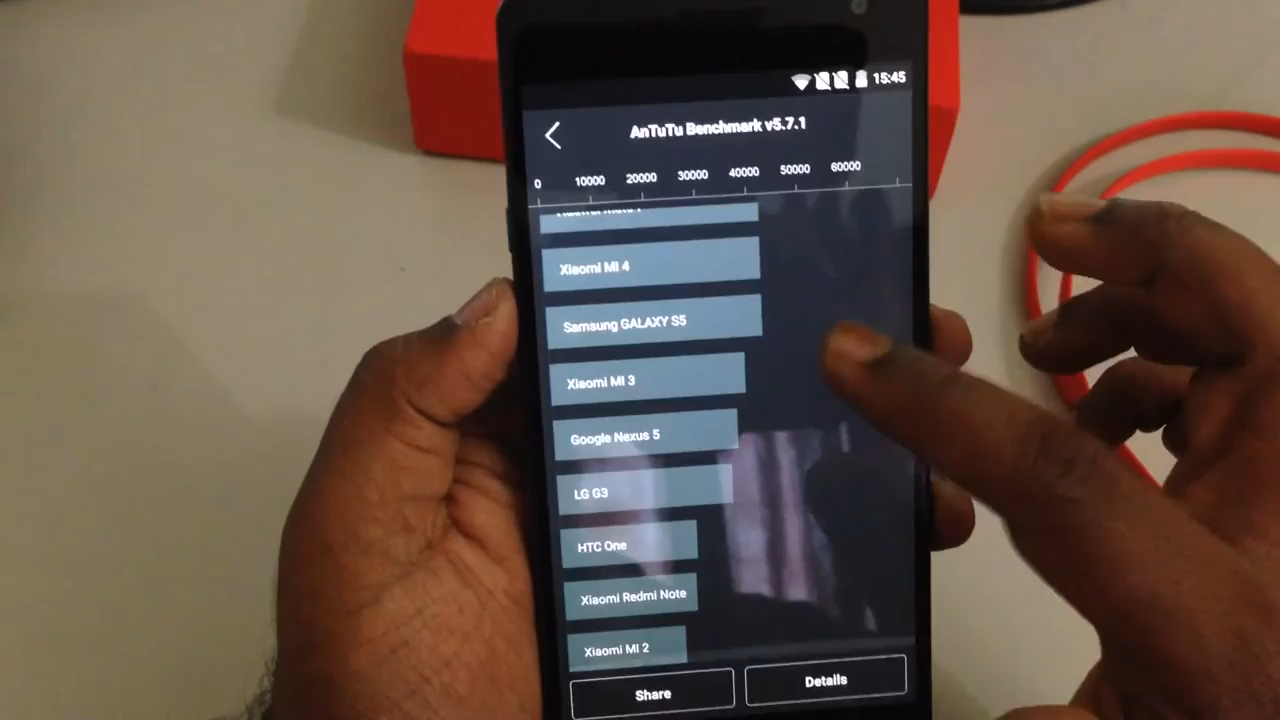 15:45
AnTuTu Benchmark v5.7.1
0 10000 20000 30000 40000 50000 60000
Xiaomi MI 4
Samsung GALAXY S5
Xiaomi MI 3
Google Nexus 5
LG G3
HTC One
Xiaomi Redmi Note
Xiaomi MI 2
Share Details